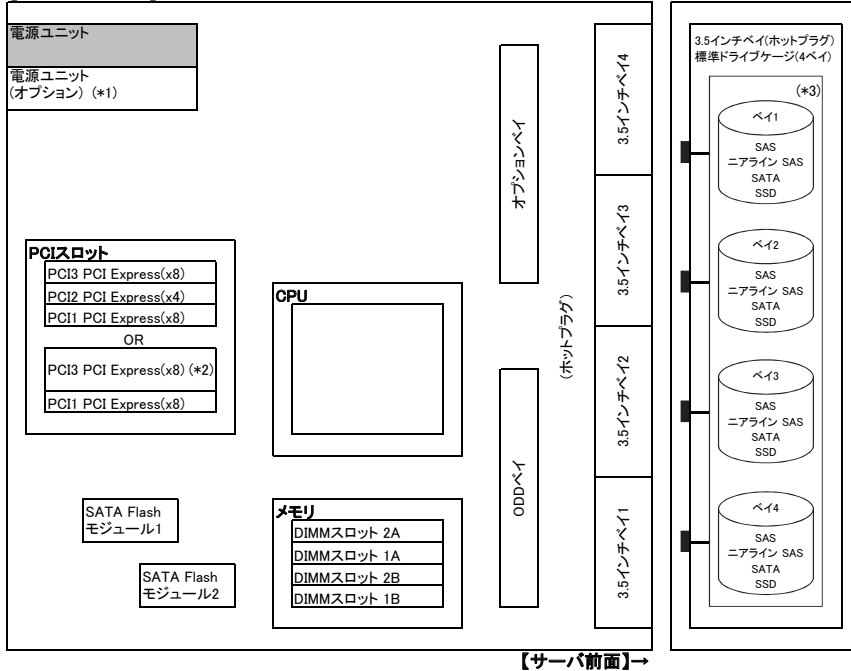 電源ユニット
電源ユニット
(オプション) (*1)
PCIスロット
PCI3 PCI Express(x8)
PCI2 PCI Express(x4)
PCI1 PCI Express(x8)
OR
PCI3 PCI Express(x8) (*2)
PCI1 PCI Express(x8)
CPU
SATA Flash
モジュール1
SATA Flash
モジュール2
メモリ
DIMMスロット 2A
DIMMスロット 1A
DIMMスロット 2B
DIMMスロット 1B
オプションベイ
ODDベイ
(ホットプラグ)
3.5インチベイ4
3.5インチベイ3
3.5インチベイ2
3.5インチベイ1
【サーバ前面】→
3.5インチベイ(ホットプラグ)
標準ドライブケージ(4ベイ)
(*3)
ベイ1
SAS
ニアライン SAS
SATA
SSD
ベイ2
SAS
ニアライン SAS
SATA
SSD
ベイ3
SAS
ニアライン SAS
SATA
SSD
ベイ4
SAS
ニアライン SAS
SATA
SSD